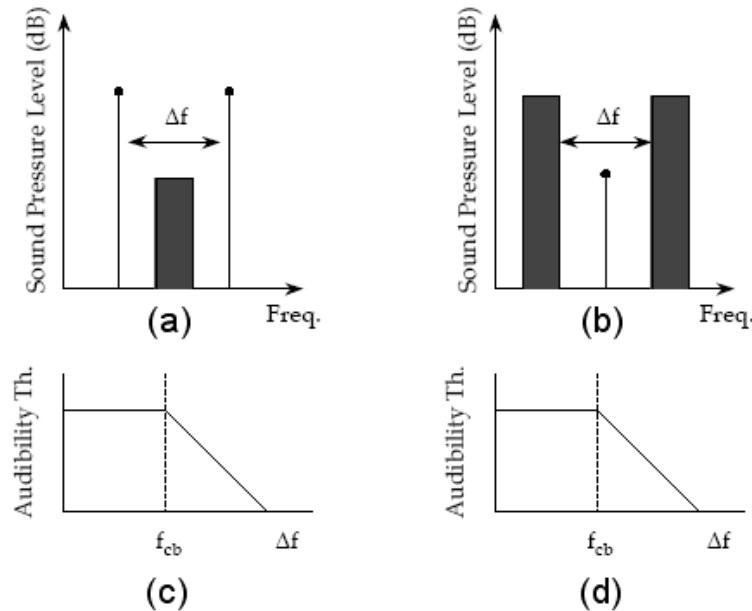 Sound Pressure Level (dB)
Δf
Freq.
(a)
Sound Pressure Level (dB)
Δf
Freq.
(b)
Audibility Th.
f_cb
Δf
(c)
Audibility Th.
f_cb
Δf
(d)